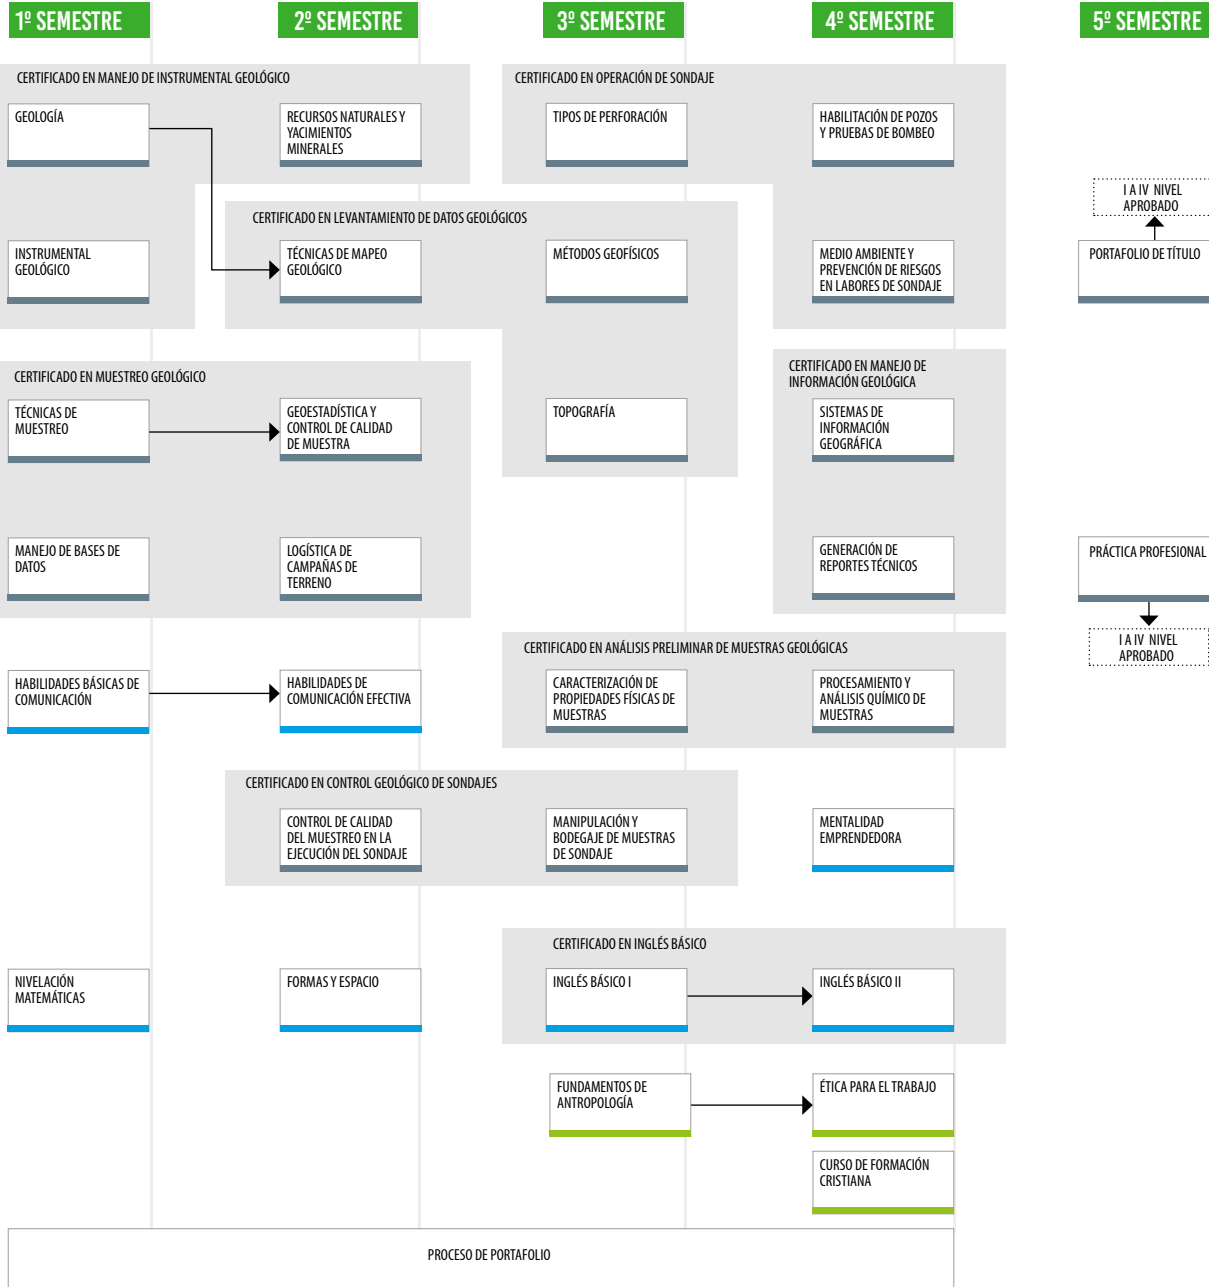 1º SEMESTRE
2º SEMESTRE
3º SEMESTRE
4º SEMESTRE
5º SEMESTRE
CERTIFICADO EN MANEJO DE INSTRUMENTAL GEOLÓGICO
CERTIFICADO EN OPERACIÓN DE SONDAJE
GEOLOGÍA
RECURSOS NATURALES Y
YACIMIENTOS
MINERALES
TIPOS DE PERFORACIÓN
HABILITACIÓN DE POZOS
Y PRUEBAS DE BOMBEO
I A IV NIVEL
APROBADO
CERTIFICADO EN LEVANTAMIENTO DE DATOS GEOLÓGICOS
INSTRUMENTAL
GEOLÓGICO
TÉCNICAS DE MAPEO
GEOLÓGICO
MÉTODOS GEOFÍSICOS
MEDIO AMBIENTE Y
PREVENCIÓN DE RIESGOS
EN LABORES DE SONDAJE
PORTAFOLIO DE TÍTULO
CERTIFICADO EN MUESTREO GEOLÓGICO
CERTIFICADO EN MANEJO DE
INFORMACIÓN GEOLÓGICA
TÉCNICAS DE
MUESTREO
GEOESTADÍSTICA Y
CONTROL DE CALIDAD
DE MUESTRA
TOPOGRAFÍA
SISTEMAS DE
INFORMACIÓN
GEOGRÁFICA
MANEJO DE BASES DE
DATOS
LOGÍSTICA DE
CAMPAÑAS DE
TERRENO
GENERACIÓN DE
REPORTES TÉCNICOS
PRÁCTICA PROFESIONAL
I A IV NIVEL
APROBADO
CERTIFICADO EN ANÁLISIS PRELIMINAR DE MUESTRAS GEOLÓGICAS
HABILIDADES BÁSICAS DE
COMUNICACIÓN
HABILIDADES DE
COMUNICACIÓN EFECTIVA
CARACTERIZACIÓN DE
PROPIEDADES FÍSICAS DE
MUESTRAS
PROCESAMIENTO Y
ANÁLISIS QUÍMICO DE
MUESTRAS
CERTIFICADO EN CONTROL GEOLÓGICO DE SONDAJES
CONTROL DE CALIDAD
DEL MUESTREO EN LA
EJECUCIÓN DEL SONDAJE
MANIPULACIÓN Y
BODEGAJE DE MUESTRAS
DE SONDAJE
MENTALIDAD
EMPRENDEDORA
CERTIFICADO EN INGLÉS BÁSICO
NIVELACIÓN
MATEMÁTICAS
FORMAS Y ESPACIO
INGLÉS BÁSICO I
INGLÉS BÁSICO II
FUNDAMENTOS DE
ANTROPOLOGÍA
ÉTICA PARA EL TRABAJO
CURSO DE FORMACIÓN
CRISTIANA
PROCESO DE PORTAFOLIO